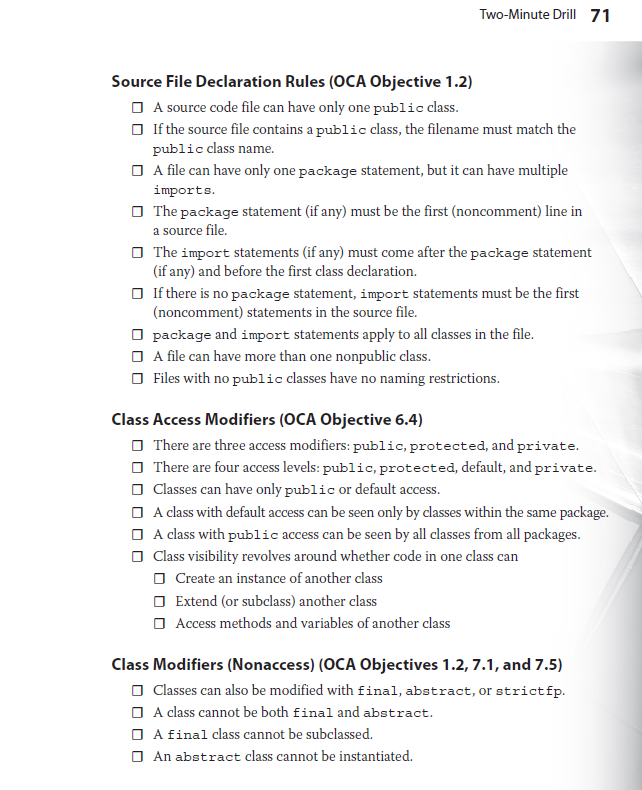 Two-Minute Drill 71
Source File Declaration Rules (OCA Objective 1.2)
❒ A source code file can have only one public class.
❒ If the source file contains a public class, the filename must match the
public class name.
❒ A file can have only one package statement, but it can have multiple
imports.
❒ The package statement (if any) must be the first (noncomment) line in
a source file.
❒ The import statements (if any) must come after the package statement
(if any) and before the first class declaration.
❒ If there is no package statement, import statements must be the first
(noncomment) statements in the source file.
❒ package and import statements apply to all classes in the file.
❒ A file can have more than one nonpublic class.
❒ Files with no public classes have no naming restrictions.
Class Access Modifiers (OCA Objective 6.4)
❒ There are three access modifiers: public, protected, and private.
❒ There are four access levels: public, protected, default, and private.
❒ Classes can have only public or default access.
❒ A class with default access can be seen only by classes within the same package.
❒ A class with public access can be seen by all classes from all packages.
❒ Class visibility revolves around whether code in one class can
❒ Create an instance of another class
❒ Extend (or subclass) another class
❒ Access methods and variables of another class
Class Modifiers (Nonaccess) (OCA Objectives 1.2, 7.1, and 7.5)
❒ Classes can also be modified with final, abstract, or strictfp.
❒ A class cannot be both final and abstract.
❒ A final class cannot be subclassed.
❒ An abstract class cannot be instantiated.